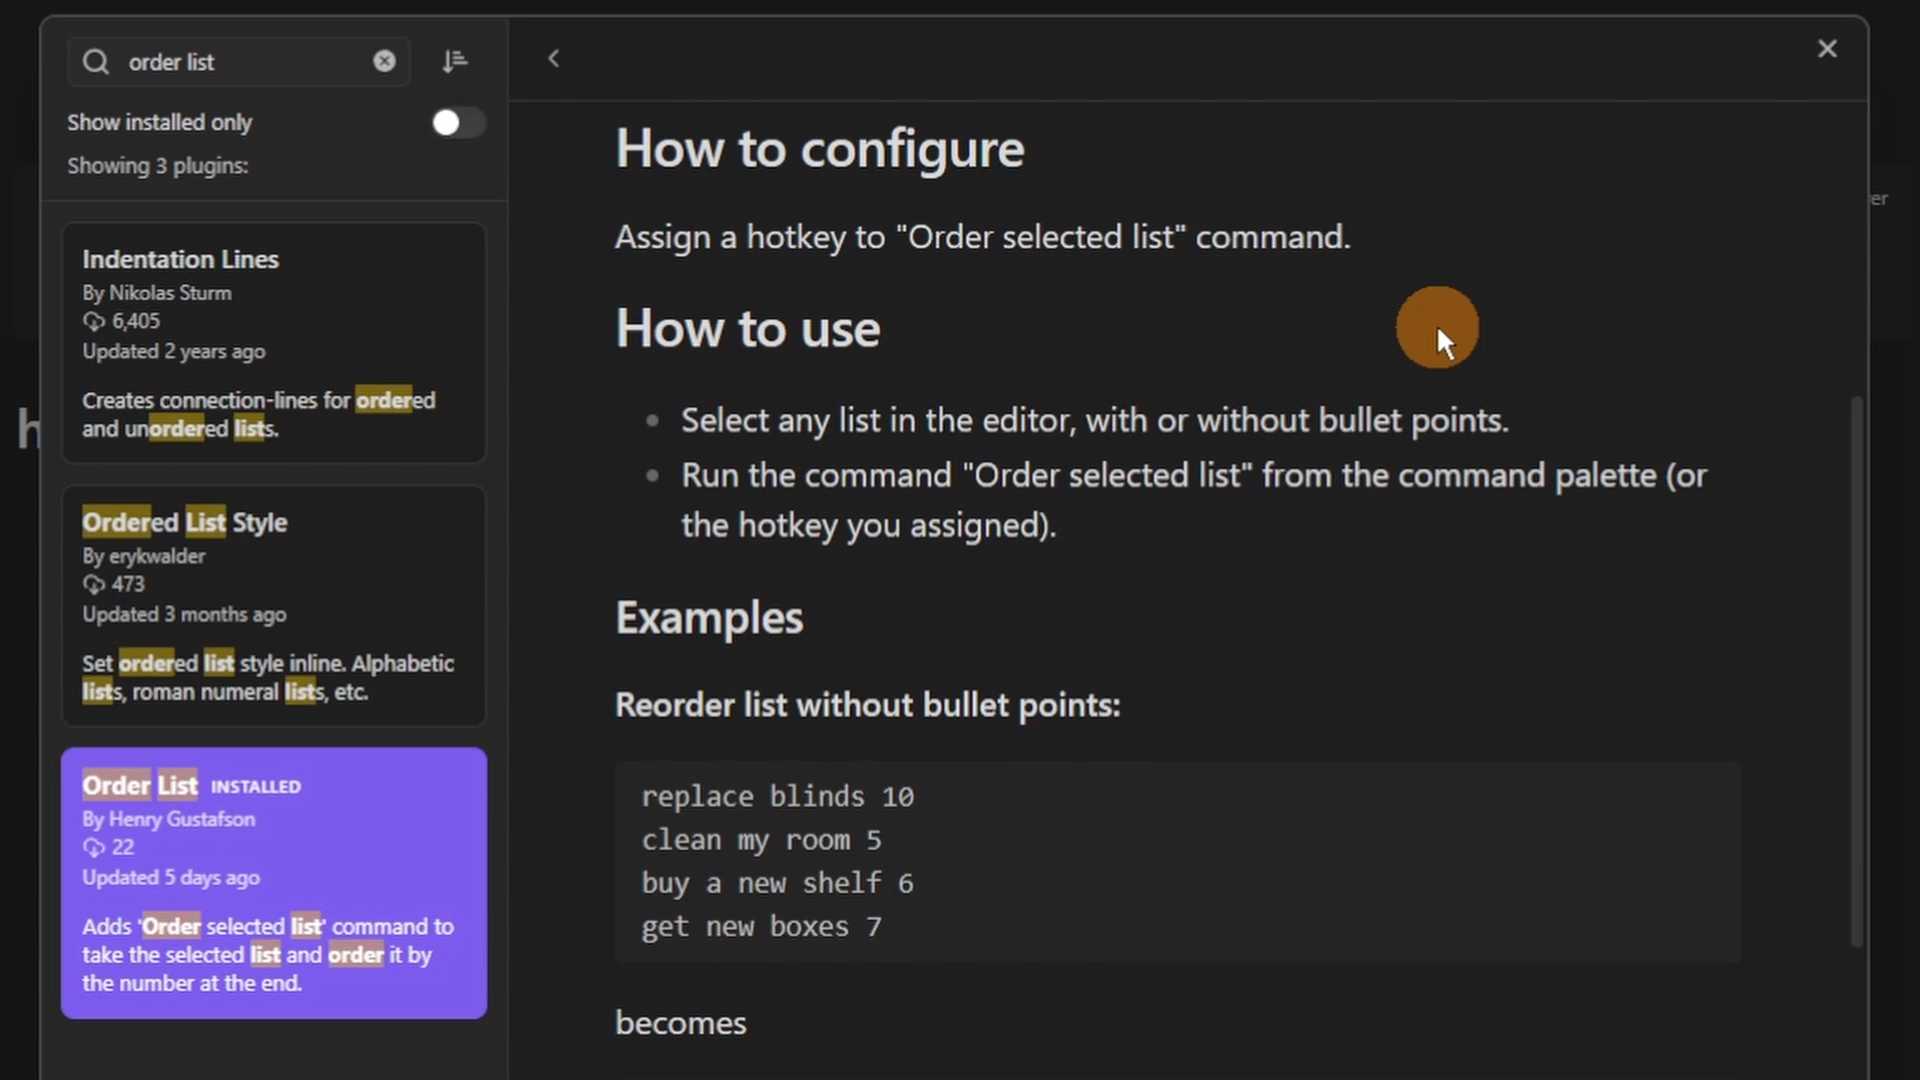 order list
Show installed only
Showing 3 plugins:
Indentation Lines
By Nikolas Sturm
6,405
Updated 2 years ago
Creates connection-lines for ordered
and unordered lists.
Ordered List Style
By erykwalder
473
Updated 3 months ago
Set ordered list style inline. Alphabetic
lists, roman numeral lists, etc.
Order List INSTALLED
By Henry Gustafson
22
Updated 5 days ago
Adds 'Order selected list' command to
take the selected list and order it by
the number at the end.
How to configure
Assign a hotkey to "Order selected list" command.
How to use
• Select any list in the editor, with or without bullet points.
• Run the command "Order selected list" from the command palette (or
the hotkey you assigned).
Examples
Reorder list without bullet points:
replace blinds 10
clean my room 5
buy a new shelf 6
get new boxes 7
becomes